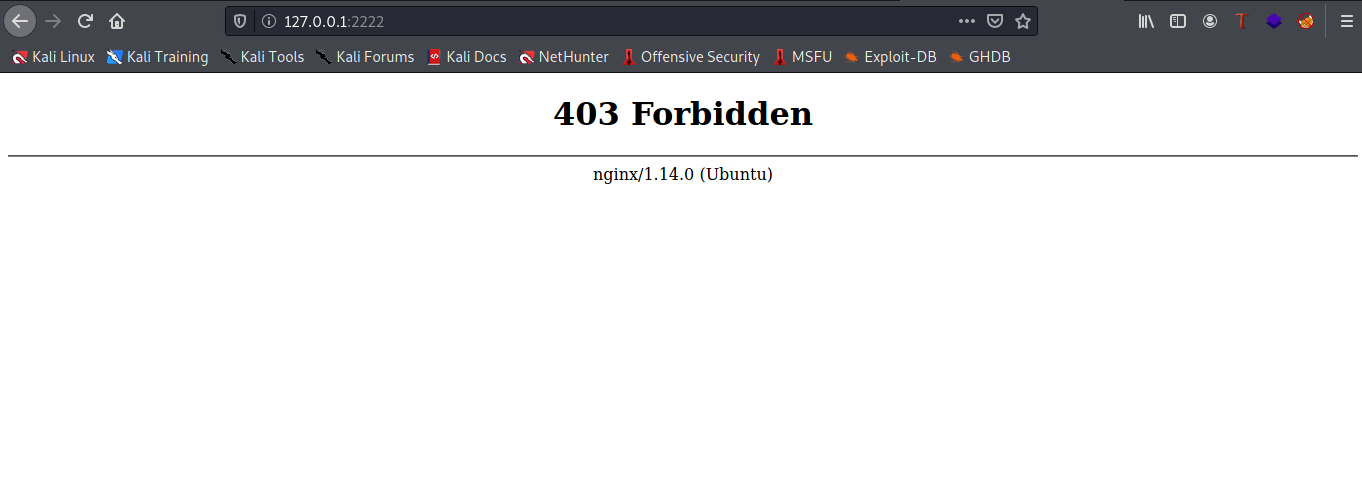 127.0.0.1:2222
Kali Linux Kali Training Kali Tools Kali Forums Kali Docs NetHunter Offensive Security MSFU Exploit-DB GHDB
403 Forbidden
nginx/1.14.0 (Ubuntu)